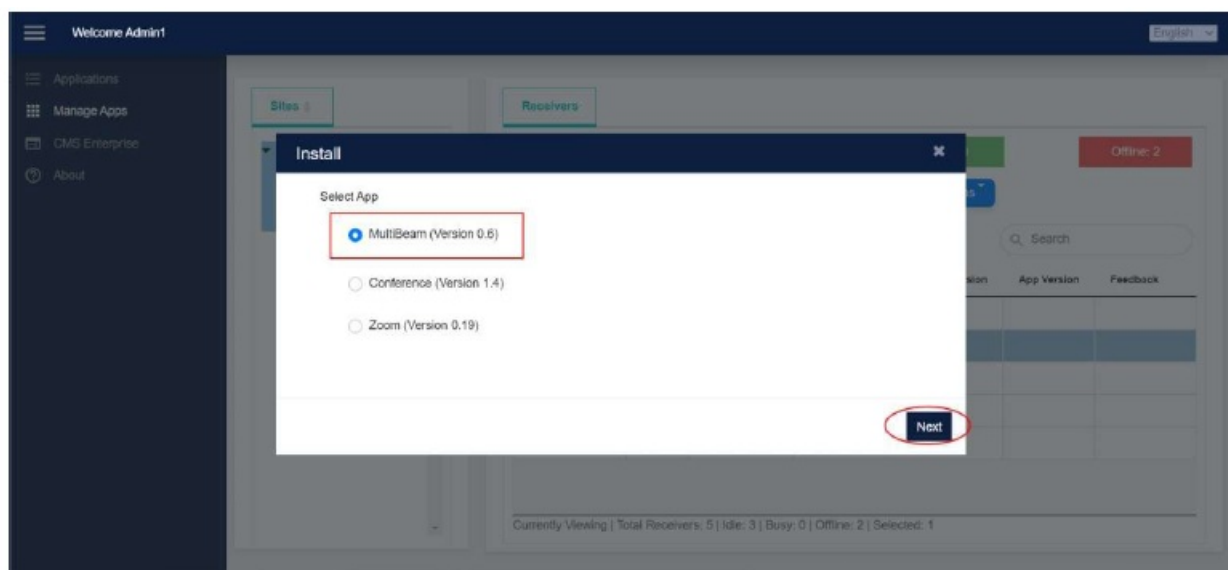 Welcome Admin1
English
Applications
Manage Apps
CMS Enterprise
About
Sites
Receivers
Offline: 2
Install
Select App
MultiBeam (Version 0.6)
Conference (Version 1.4)
Zoom (Version 0.19)
Next
Search
App Version
Feedback
Currently Viewing | Total Receivers: 5 | Idle: 3 | Busy: 0 | Offline: 2 | Selected: 1